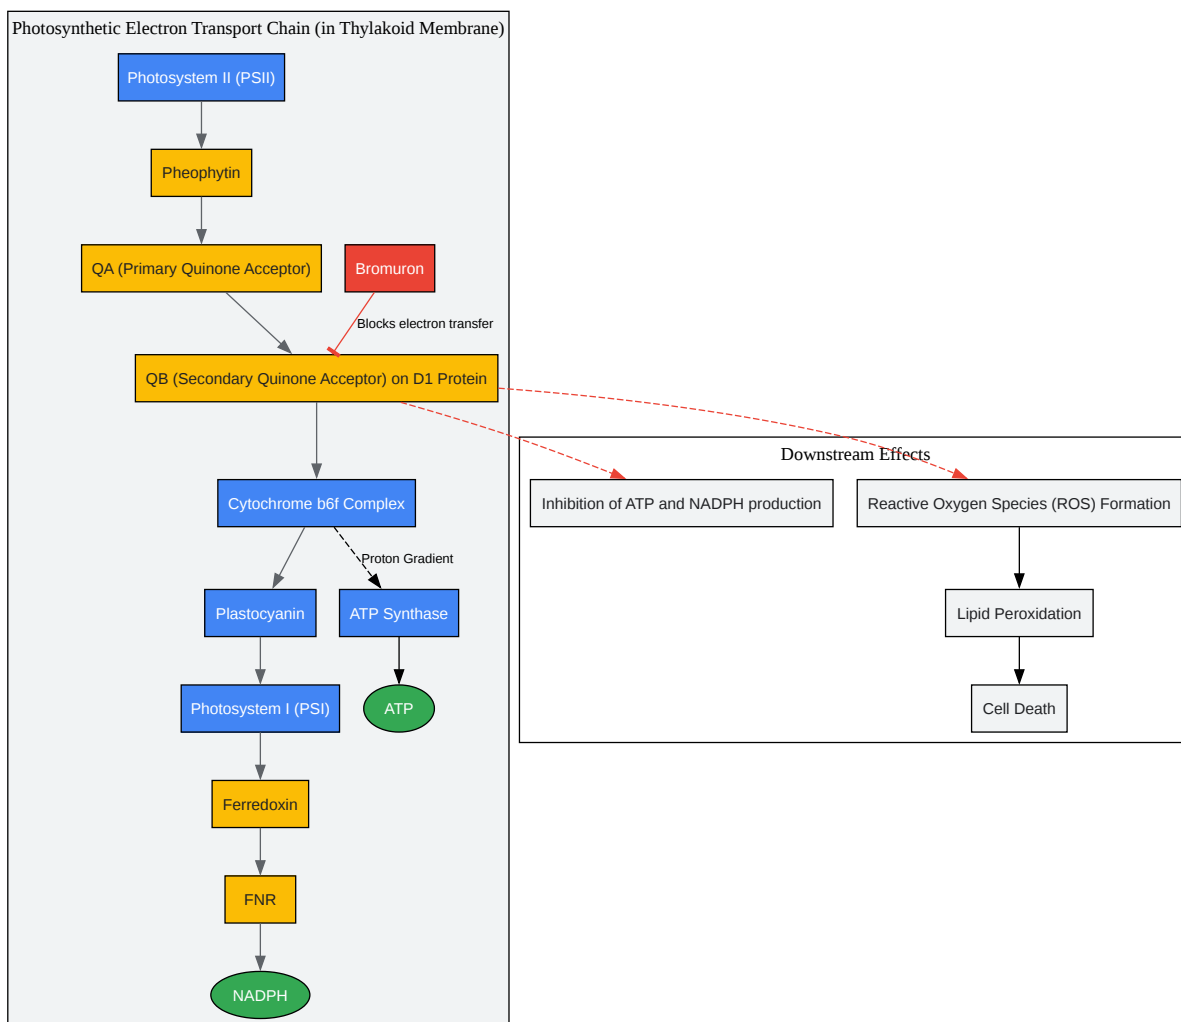 Photosynthetic Electron Transport Chain (in Thylakoid Membrane)
Photosystem II (PSII)
Pheophytin
QA (Primary Quinone Acceptor)
Bromuron
Blocks electron transfer
QB (Secondary Quinone Acceptor) on D1 Protein
Downstream Effects
Cytochrome b6f Complex
Inhibition of ATP and NADPH production
Reactive Oxygen Species (ROS) Formation
Proton Gradient
Plastocyanin
ATP Synthase
Lipid Peroxidation
Photosystem I (PSI)
ATP
Cell Death
Ferredoxin
FNR
NADPH